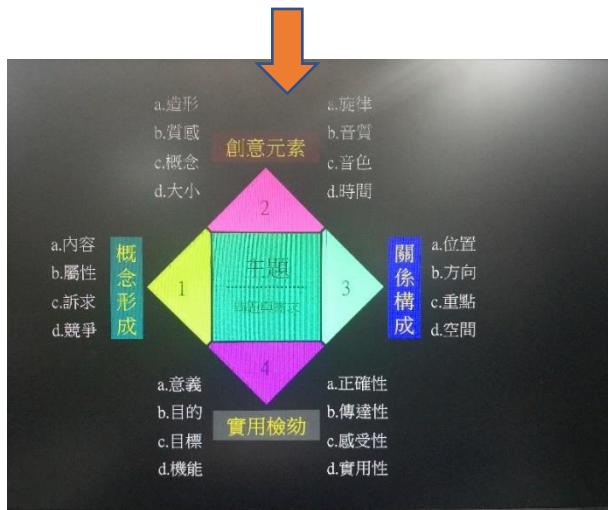 a.造形
b.質感
c.概念
d.大小
創意元素
a.旋律
b.音質
c.音色
d.時間
2
a.內容
b.屬性
c.訴求
d.競爭
概念形成
1
主題
3
關係構成
a.位置
b.方向
c.重點
d.空間
4
a.意義
b.目的
c.目標
d.機能
實用檢効
a.正確性
b.傳達性
c.感受性
d.實用性